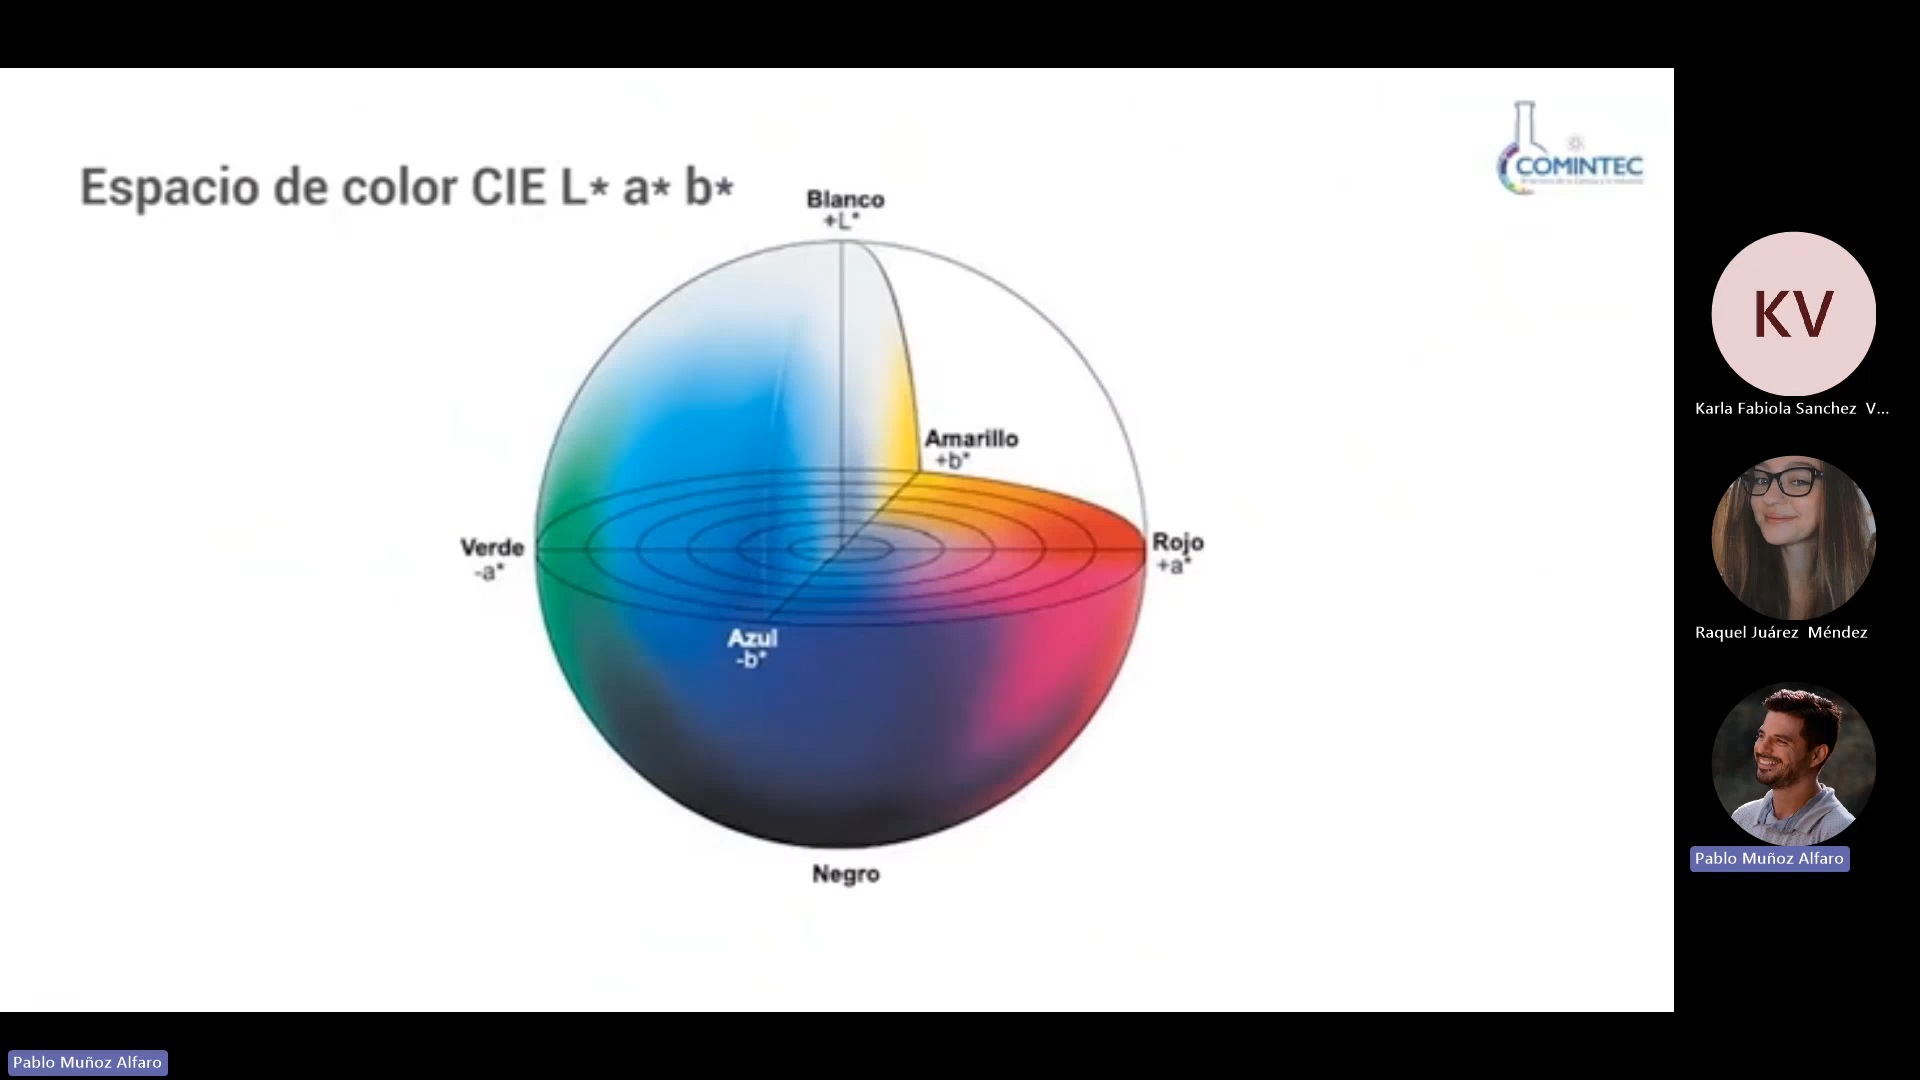 Espacio de color CIE L* a* b*
COMINTEC
Blanco
+L*
Amarillo
+b*
Verde
-a*
Rojo
+a*
Azul
-b*
Negro
KV
Karla Fabiola Sanchez V...
Raquel Juárez Méndez
Pablo Muñoz Alfaro
Pablo Muñoz Alfaro